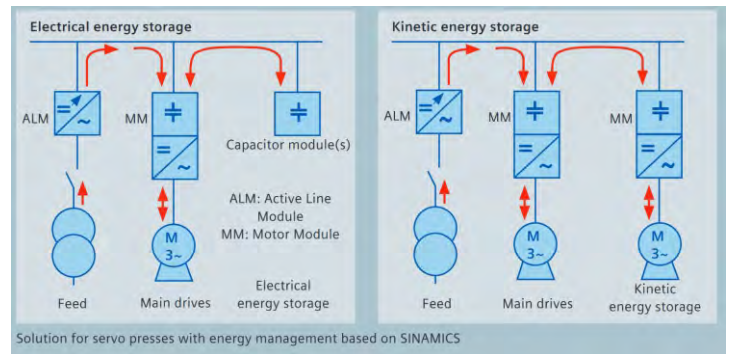 Electrical energy storage
ALM
MM
Capacitor module(s)
ALM: Active Line
Module
MM: Motor Module
M
3~
Feed
Main drives
Electrical
energy storage
Kinetic energy storage
ALM
MM
MM
M
3~
M
3~
Feed
Main drives
Kinetic
energy storage
Solution for servo presses with energy management based on SINAMICS